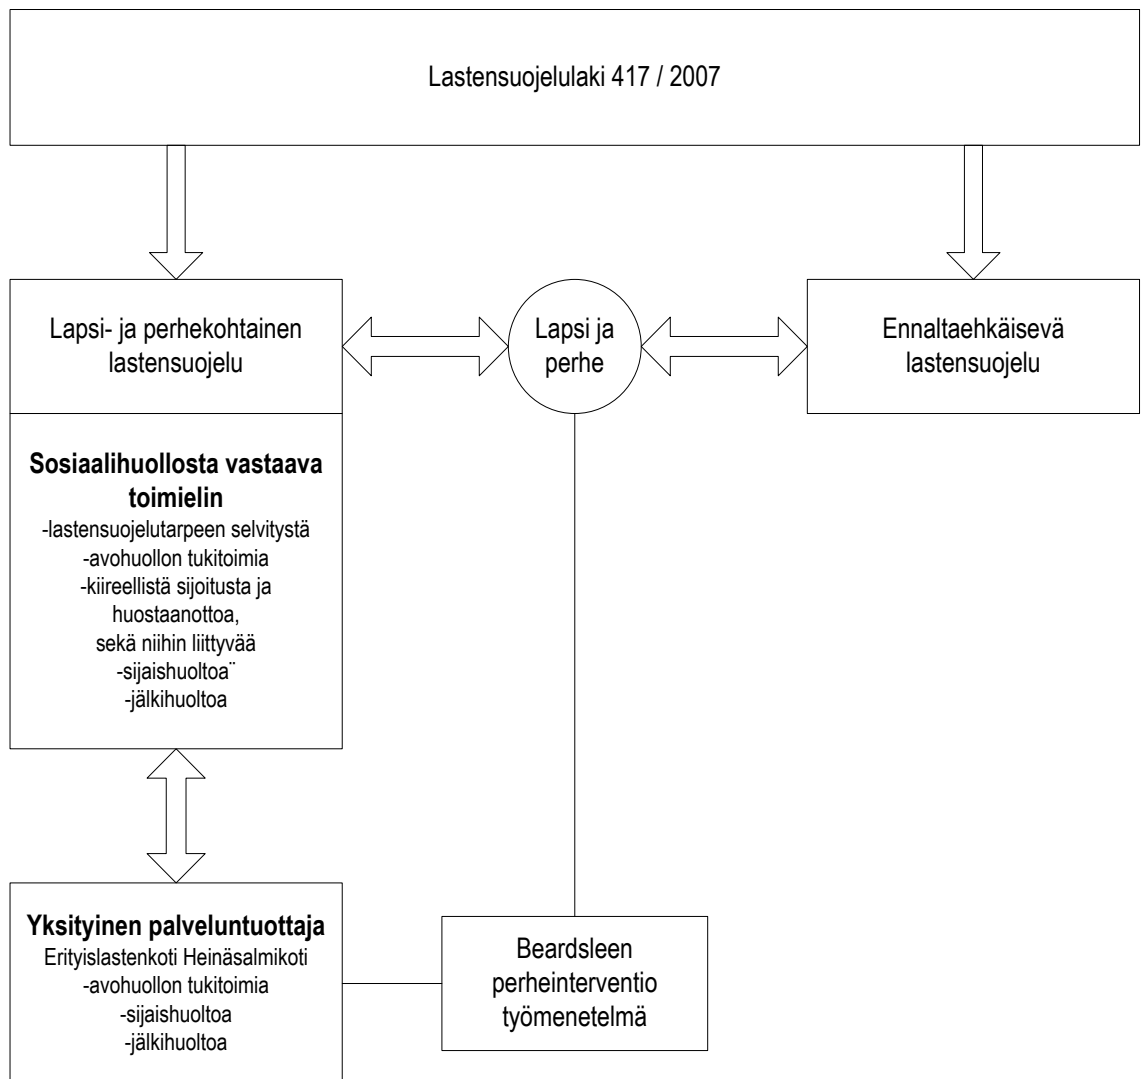 Lastensuojelulaki 417 / 2007
Lapsi- ja perhekohtainen
lastensuojelu
Lapsi ja
perhe
Ennaltaehkäisevä
lastensuojelu
Sosiaalihuollosta vastaava
toimielin
-lastensuojelutarpeen selvitystä
-avohuollon tukitoimia
-kiireellistä sijoitusta ja
huostaanottoa,
sekä niihin liittyvää
-sijaishuoltoa¨
-jälkihuoltoa
Yksityinen palveluntuottaja
Erityislastenkoti Heinäsalmikoti
-avohuollon tukitoimia
-sijaishuoltoa
-jälkihuoltoa
Beardsleen
perheinterventio
työmenetelmä